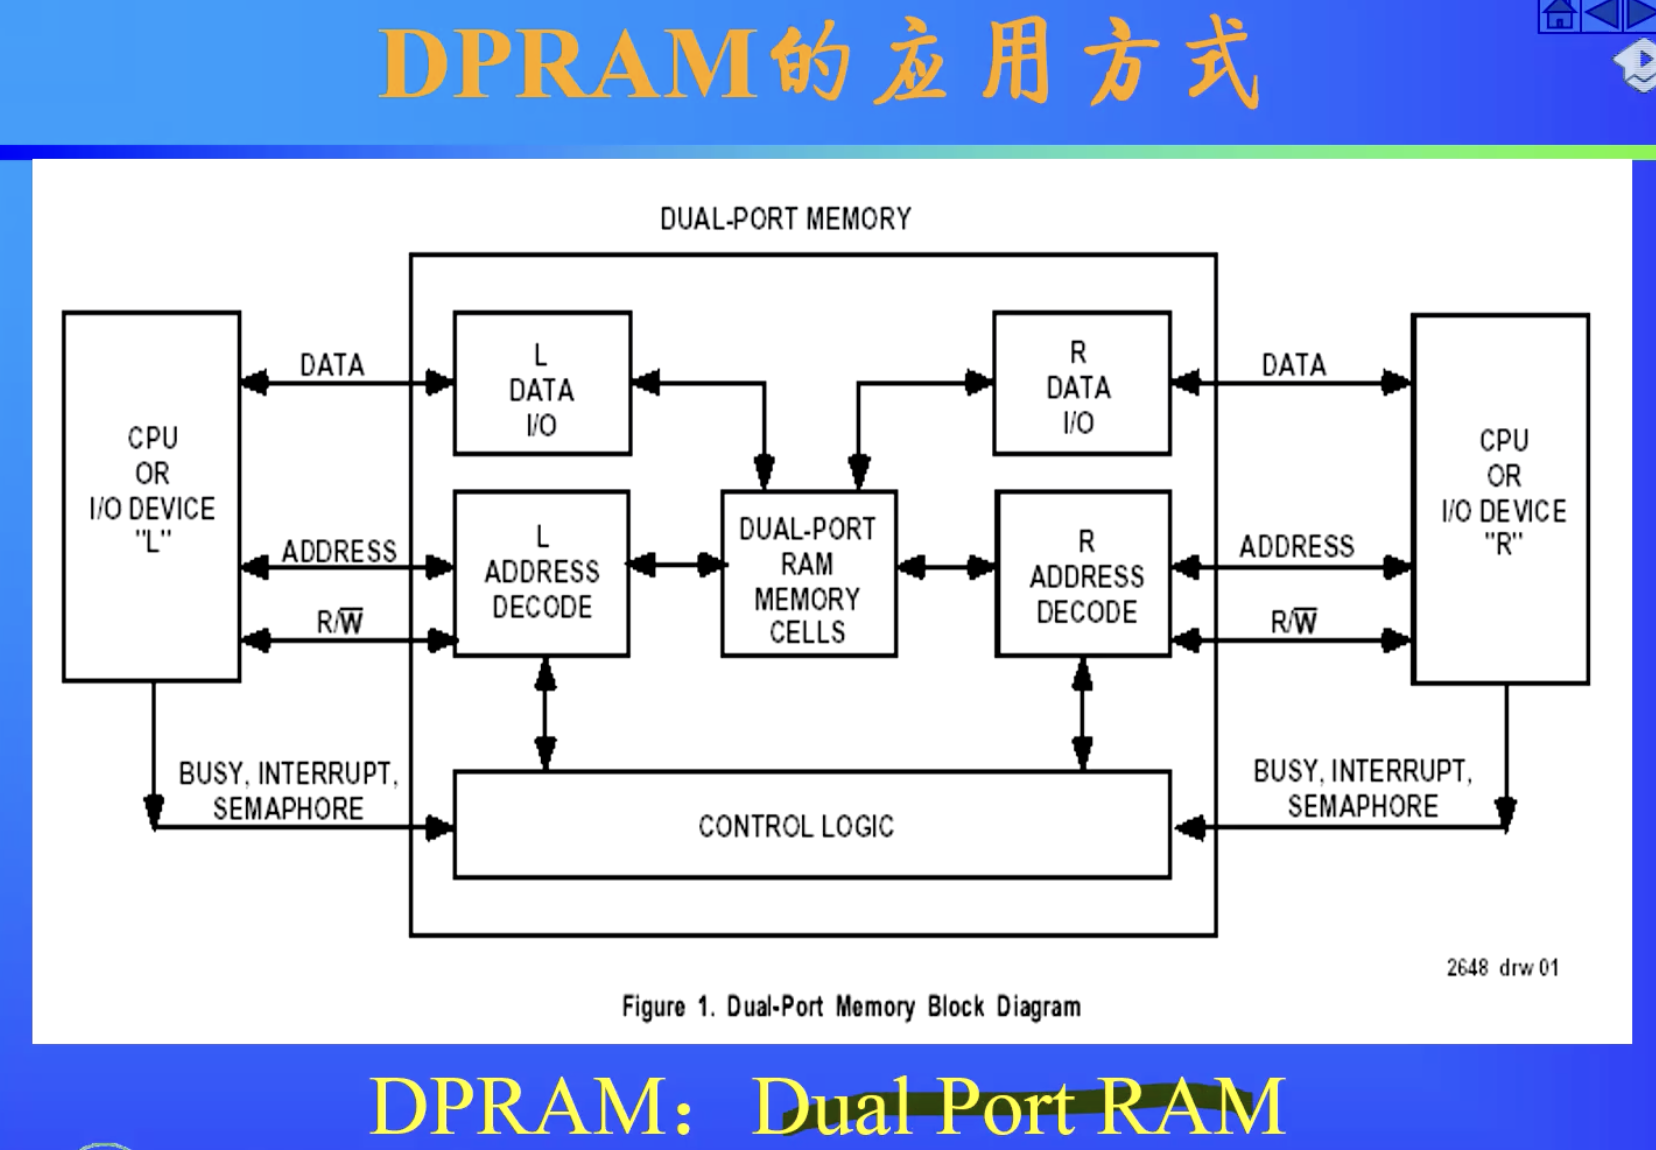 DPRAM的应用方式
DUAL-PORT MEMORY
CPU
OR
I/O DEVICE
"L"
DATA
ADDRESS
R/W̅
BUSY, INTERRUPT,
SEMAPHORE
L
DATA
I/O
L
ADDRESS
DECODE
DUAL-PORT
RAM
MEMORY
CELLS
R
DATA
I/O
R
ADDRESS
DECODE
CONTROL LOGIC
DATA
ADDRESS
R/W̅
BUSY, INTERRUPT,
SEMAPHORE
CPU
OR
I/O DEVICE
"R"
2648 drw 01
Figure 1. Dual-Port Memory Block Diagram
DPRAM：Dual Port RAM